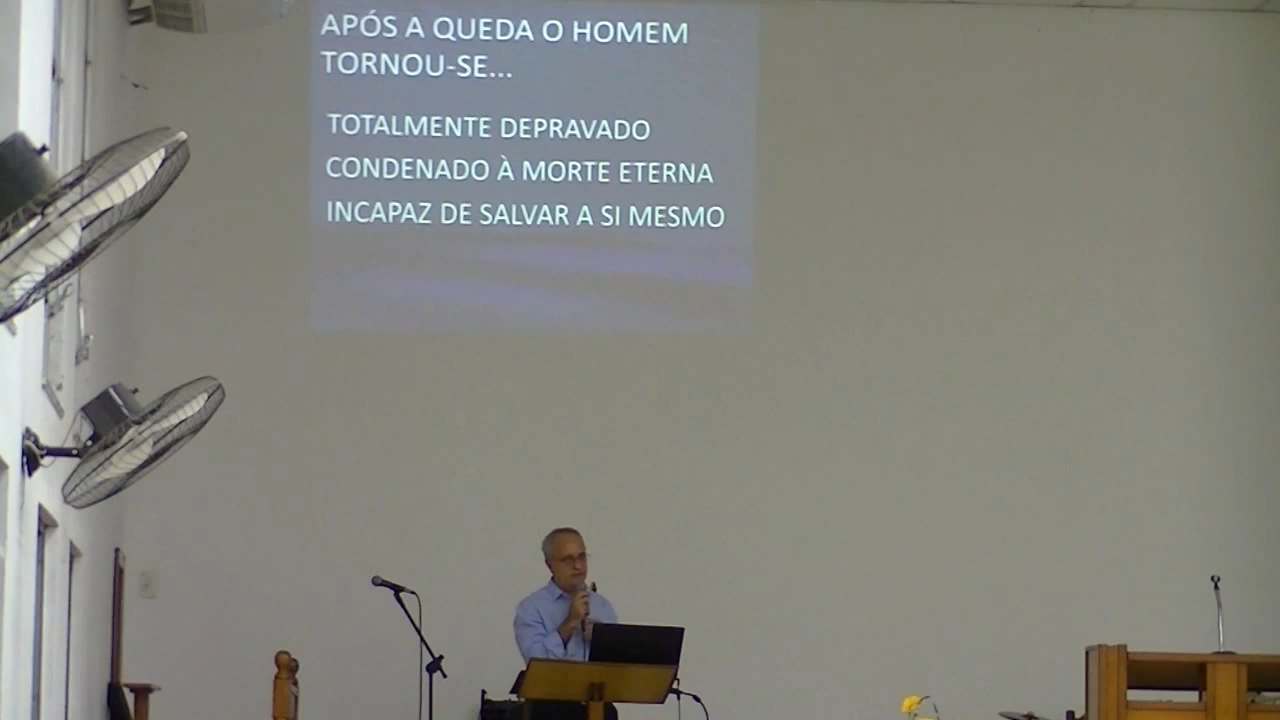 APÓS A QUEDA O HOMEM
TORNOU-SE...
TOTALMENTE DEPRAVADO
CONDENADO À MORTE ETERNA
INCAPAZ DE SALVAR A SI MESMO